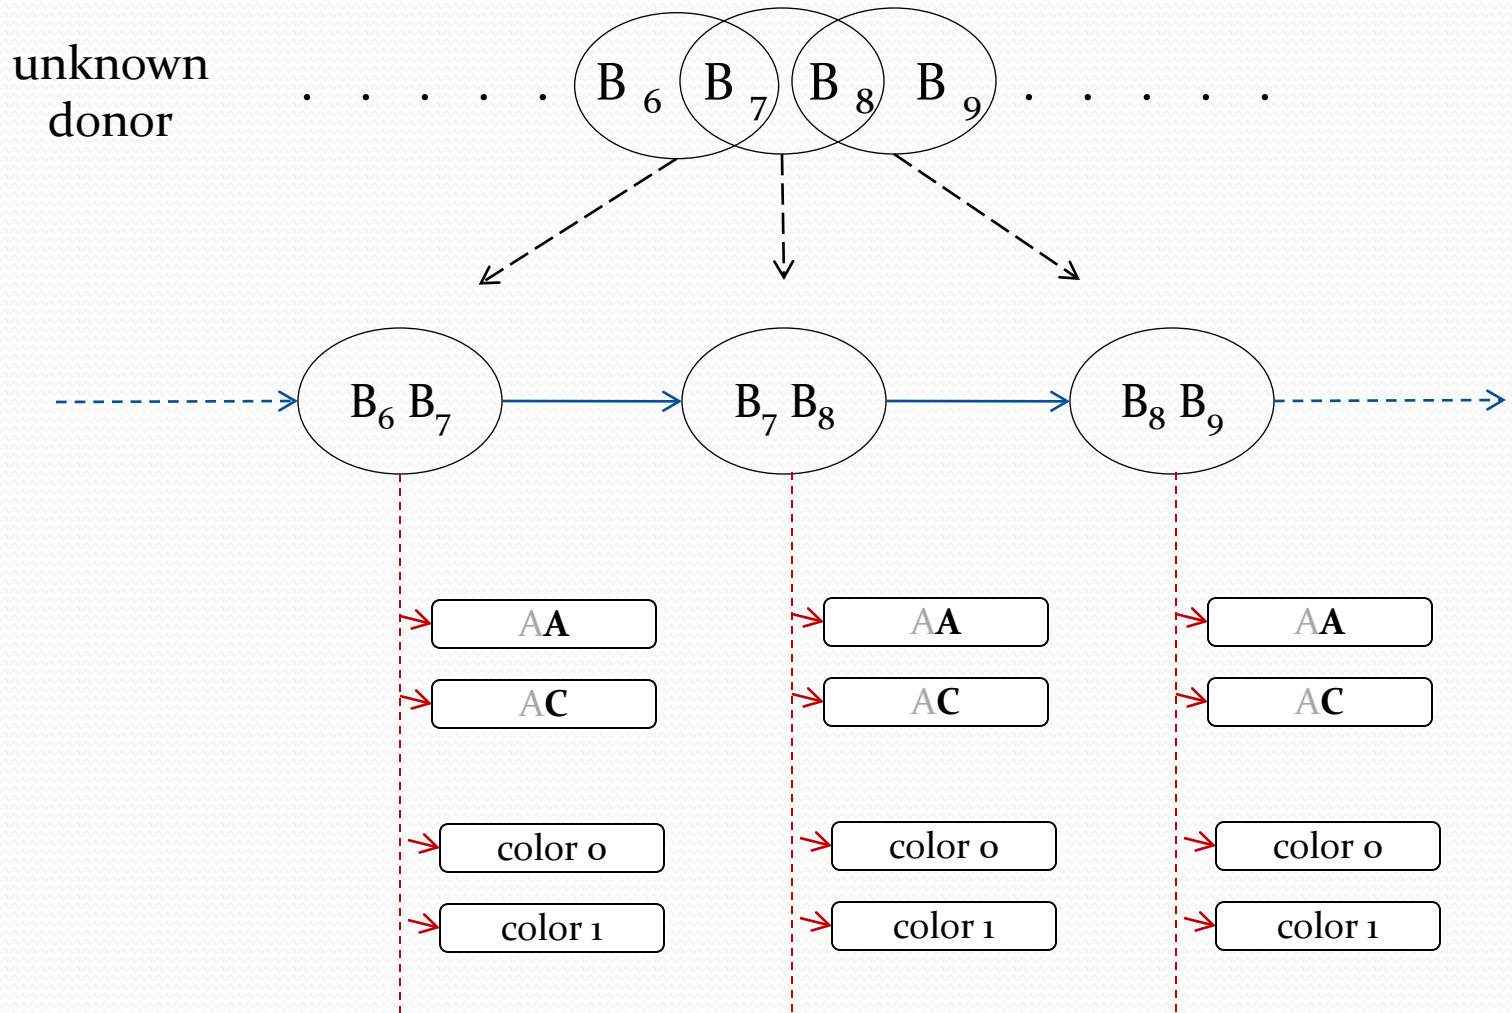 unknown
donor
. . . . . B 6 B 7 B 8 B 9 . . . . .
B6 B7 B7 B8 B8 B9
AA AA AA
AC AC AC
color 0 color 0 color 0
color 1 color 1 color 1